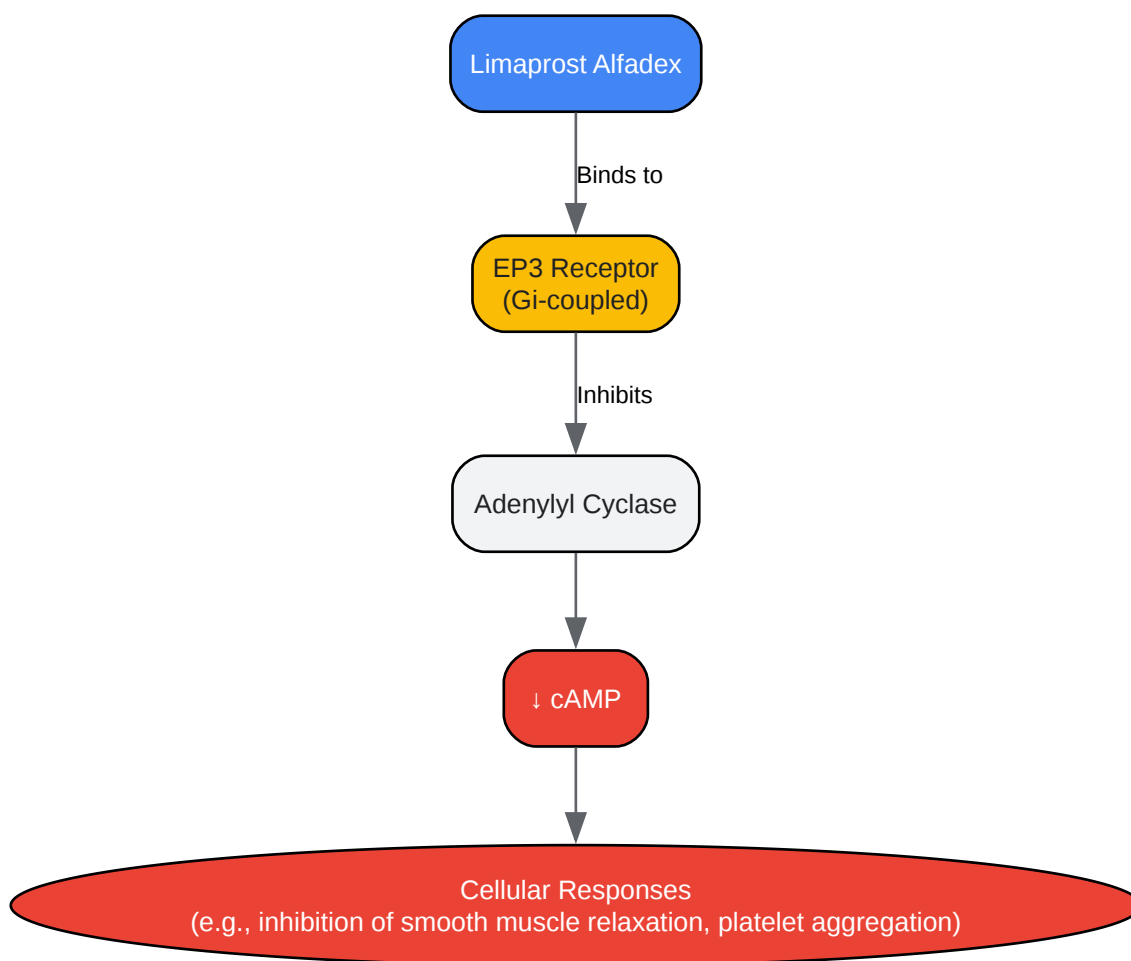 Limaprost Alfadex
Binds to
EP3 Receptor
(Gi-coupled)
Inhibits
Adenylyl Cyclase
↓ cAMP
Cellular Responses
(e.g., inhibition of smooth muscle relaxation, platelet aggregation)